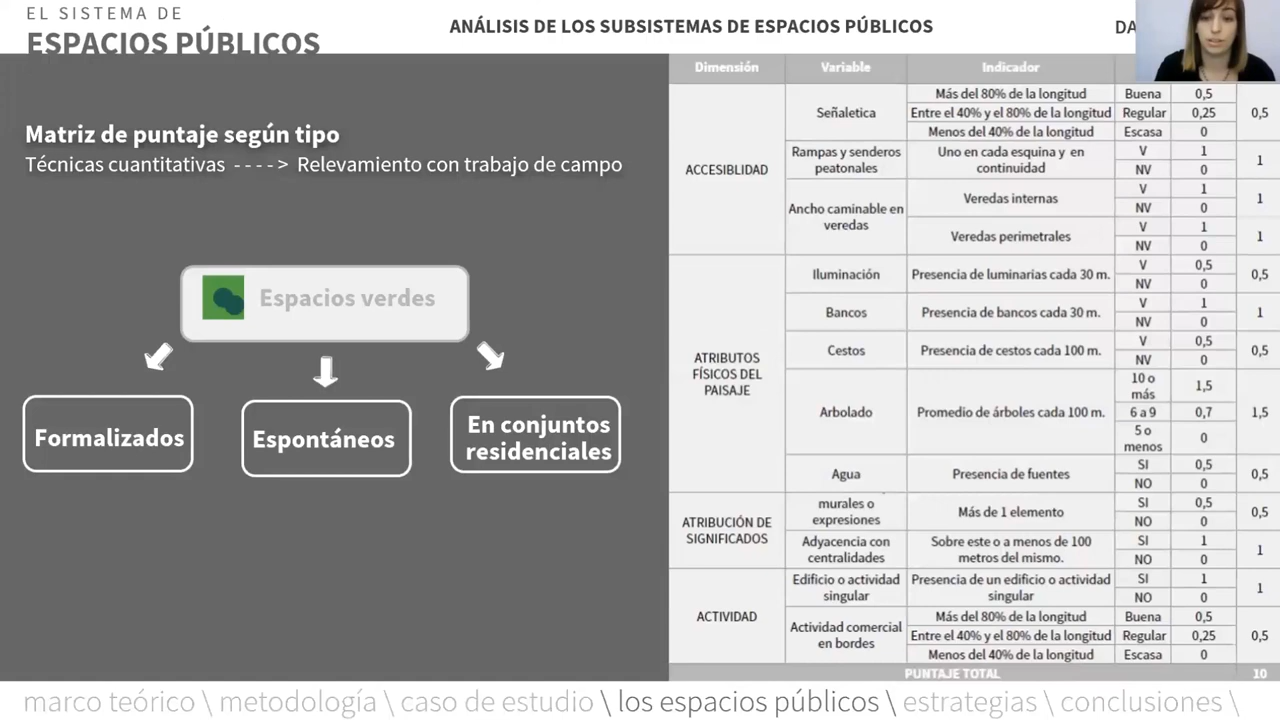 EL SISTEMA DE
ESPACIOS PÚBLICOS
ANÁLISIS DE LOS SUBSISTEMAS DE ESPACIOS PÚBLICOS
DA
Matriz de puntaje según tipo
Técnicas cuantitativas ----> Relevamiento con trabajo de campo
Espacios verdes
Formalizados
Espontáneos
En conjuntos
residenciales
Dimensión Variable Indicador
ACCESIBLIDAD
Señaletica
Más del 80% de la longitud Buena 0,5
Entre el 40% y el 80% de la longitud Regular 0,25 0,5
Menos del 40% de la longitud Escasa 0
Rampas y senderos
peatonales
Uno en cada esquina y en
continuidad
V 1
NV 0
1
Ancho caminable en
veredas
Veredas internas
V 1
NV 0
1
Veredas perimetrales
V 1
NV 0
1
ATRIBUTOS
FÍSICOS DEL
PAISAJE
Iluminación
Presencia de luminarias cada 30 m.
V 0,5
NV 0
0,5
Bancos
Presencia de bancos cada 30 m.
V 1
NV 0
1
Cestos
Presencia de cestos cada 100 m.
V 0,5
NV 0
0,5
Arbolado
Promedio de árboles cada 100 m.
10 o
más
1,5
6 a 9 0,7
5 o
menos
0
1,5
Agua
Presencia de fuentes
SI 0,5
NO 0
0,5
ATRIBUCIÓN DE
SIGNIFICADOS
murales o
expresiones
Más de 1 elemento
SI 0,5
NO 0
0,5
Adyacencia con
centralidades
Sobre este o a menos de 100
metros del mismo.
SI 1
NO 0
1
ACTIVIDAD
Edificio o actividad
singular
Presencia de un edificio o actividad
singular
SI 1
NO 0
1
Actividad comercial
en bordes
Más del 80% de la longitud Buena 0,5
Entre el 40% y el 80% de la longitud Regular 0,25 0,5
Menos del 40% de la longitud Escasa 0
PUNTAJE TOTAL 10
marco teórico \ metodología \ caso de estudio \ los espacios públicos \ estrategias \ conclusiones \